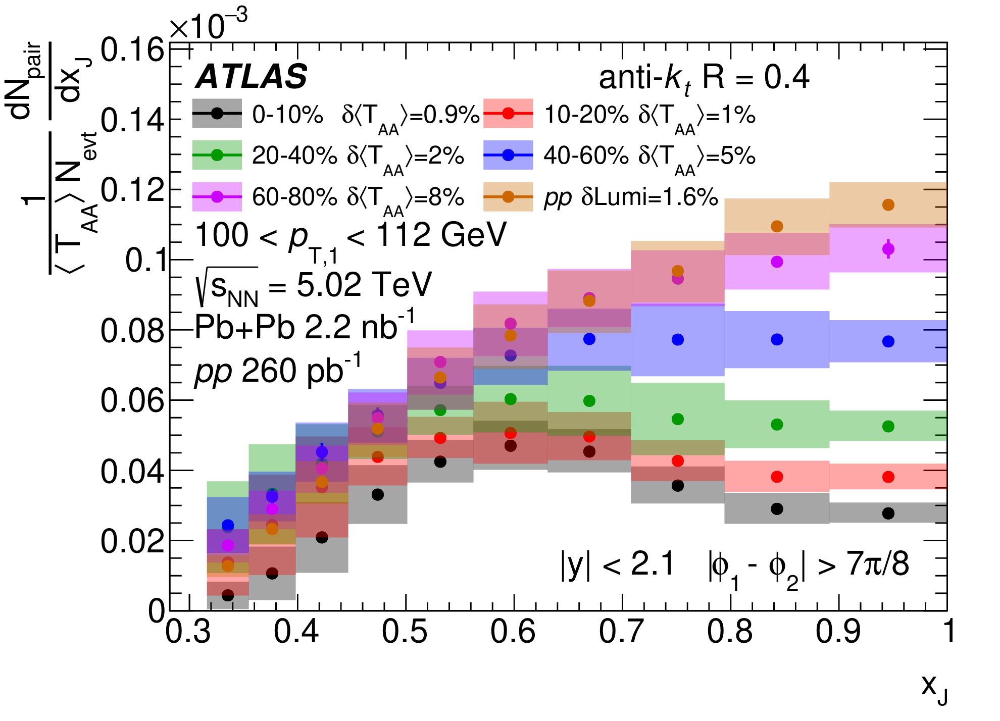 ×10⁻³
1/(⟨T_AA⟩ N_evt) dN_pair/dx_J
0.16
0.14
0.12
0.1
0.08
0.06
0.04
0.02
0
ATLAS anti-k_t R = 0.4
0-10% δ⟨T_AA⟩=0.9% 10-20% δ⟨T_AA⟩=1%
20-40% δ⟨T_AA⟩=2% 40-60% δ⟨T_AA⟩=5%
60-80% δ⟨T_AA⟩=8% pp δLumi=1.6%
100 < p_T,1 < 112 GeV
√s_NN = 5.02 TeV
Pb+Pb 2.2 nb⁻¹
pp 260 pb⁻¹
|y| < 2.1 |ϕ₁ - ϕ₂| > 7π/8
0.3 0.4 0.5 0.6 0.7 0.8 0.9 1
x_J